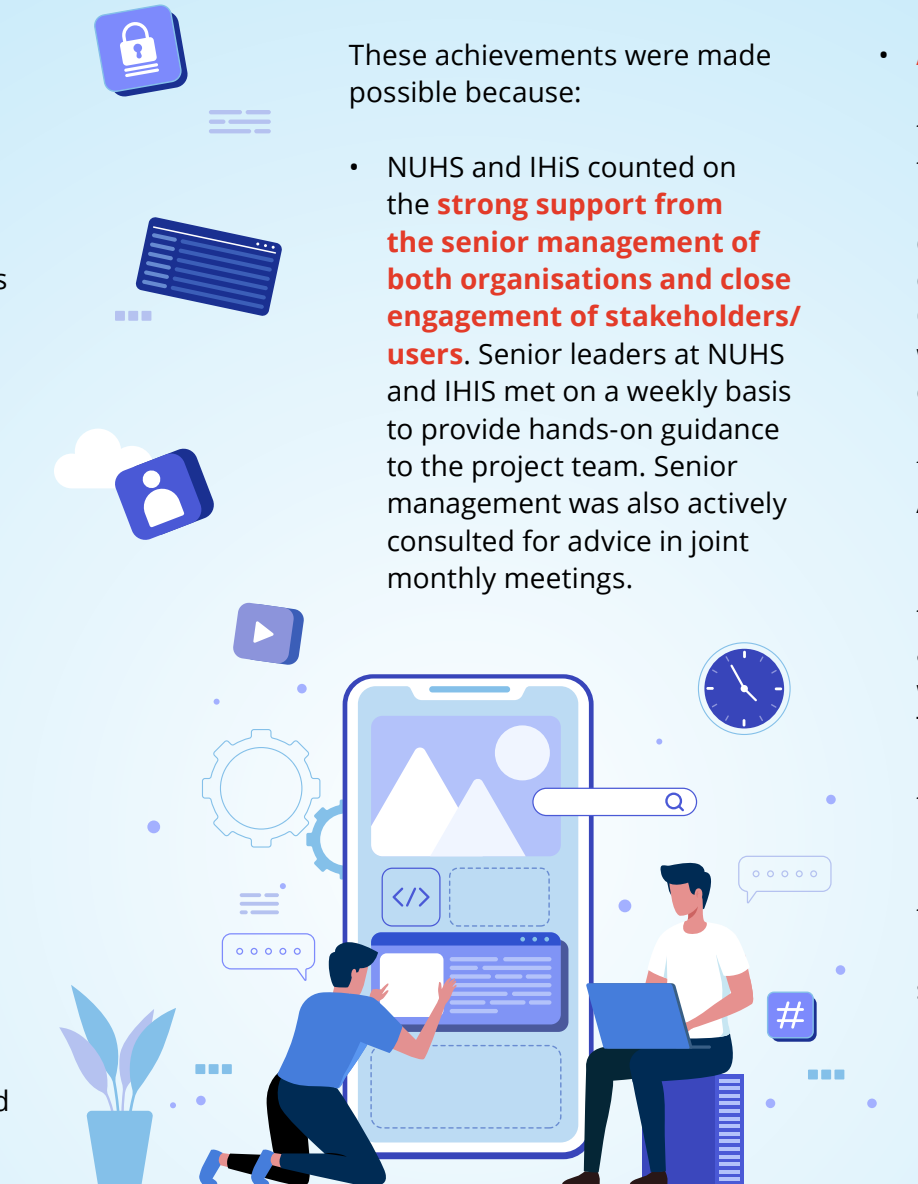 These achievements were made
possible because:
• NUHS and IHiS counted on
the strong support from
the senior management of
both organisations and close
engagement of stakeholders/
users. Senior leaders at NUHS
and IHIS met on a weekly basis
to provide hands-on guidance
to the project team. Senior
management was also actively
consulted for advice in joint
monthly meetings.
</>
#